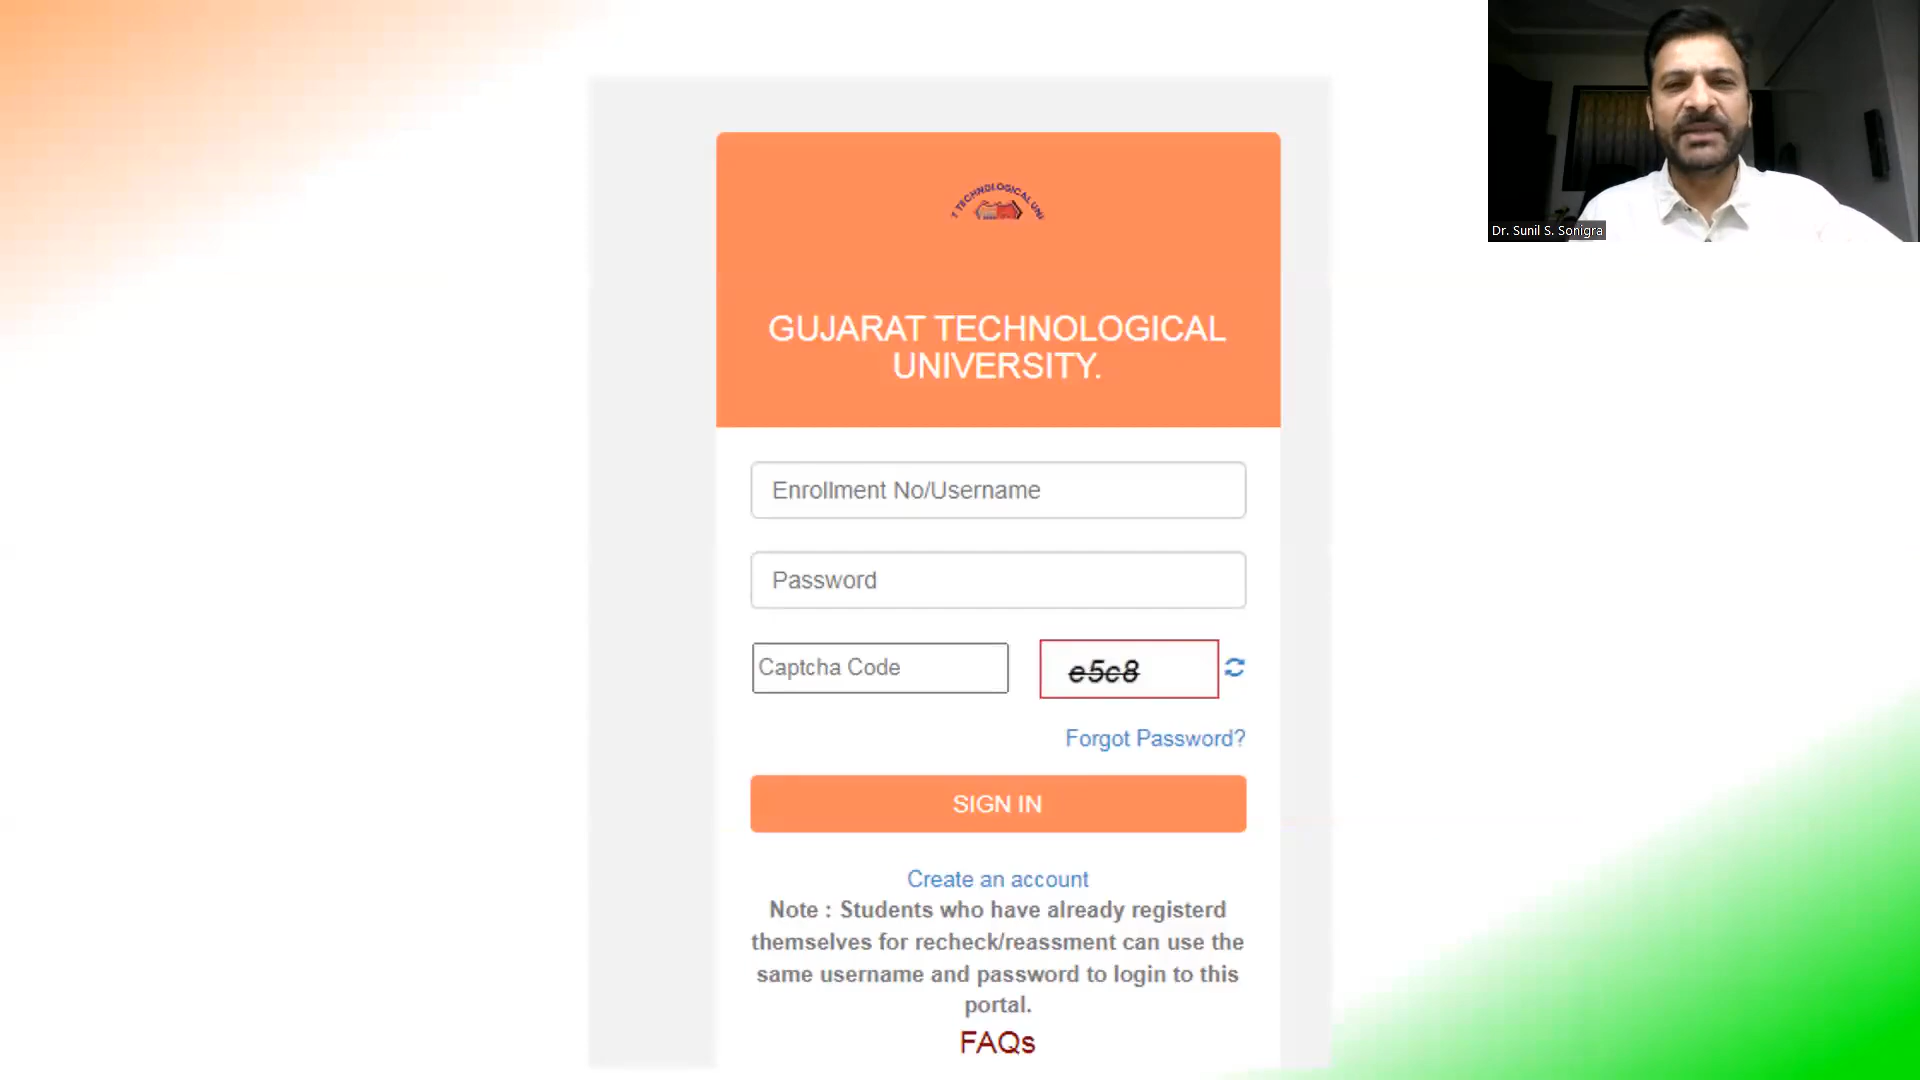 T TECHNOLOGICAL UNI
GUJARAT TECHNOLOGICAL
UNIVERSITY.
Enrollment No/Username
Password
Captcha Code
e5c8
Forgot Password?
SIGN IN
Create an account
Note : Students who have already registerd
themselves for recheck/reassment can use the
same username and password to login to this
portal.
FAQs
Dr. Sunil S. Sonigra